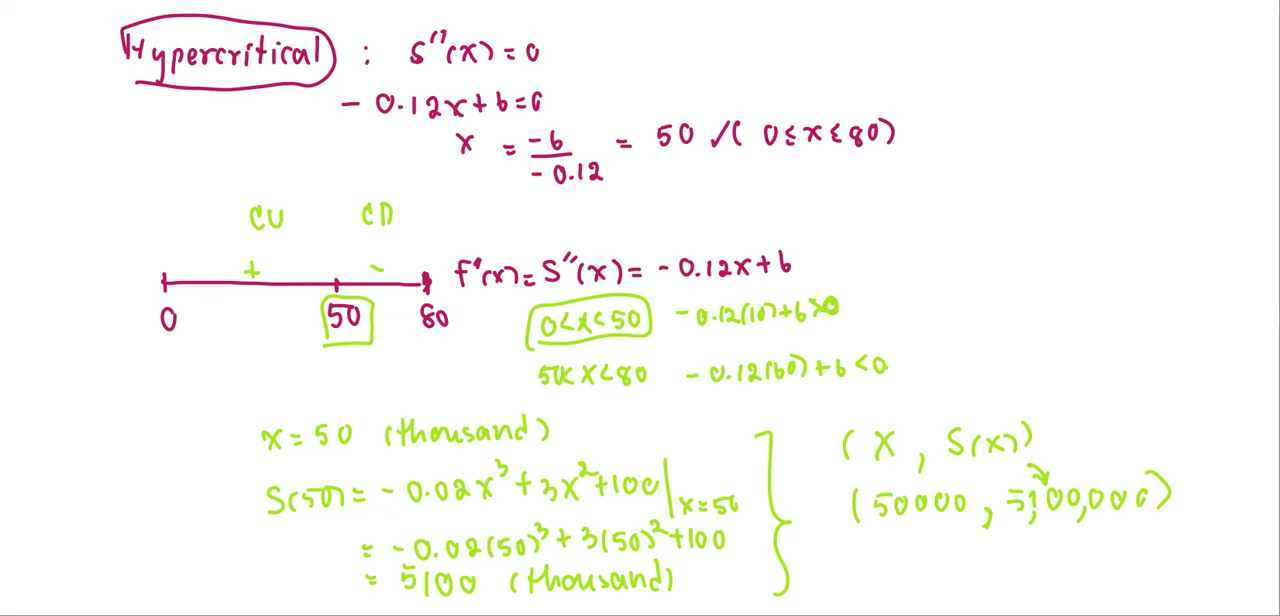 Hypercritical : S''(x) = 0
- 0.12x + 6 = 0
x = -6 / -0.12 = 50 ✓ ( 0 ≤ x ≤ 80 )
CU CD
+ - f''(x) = S''(x) = - 0.12x + 6
0 50 80 0 < x < 50 - 0.12(10) + 6 > 0
50 < x < 80 - 0.12(60) + 6 < 0
x = 50 (thousand)
( X , S(x) )
S(50) = - 0.02x³ + 3x² + 100 | x = 50
(50000 , 5,100,000)
= - 0.02(50)³ + 3(50)² + 100
= 5100 (thousand)